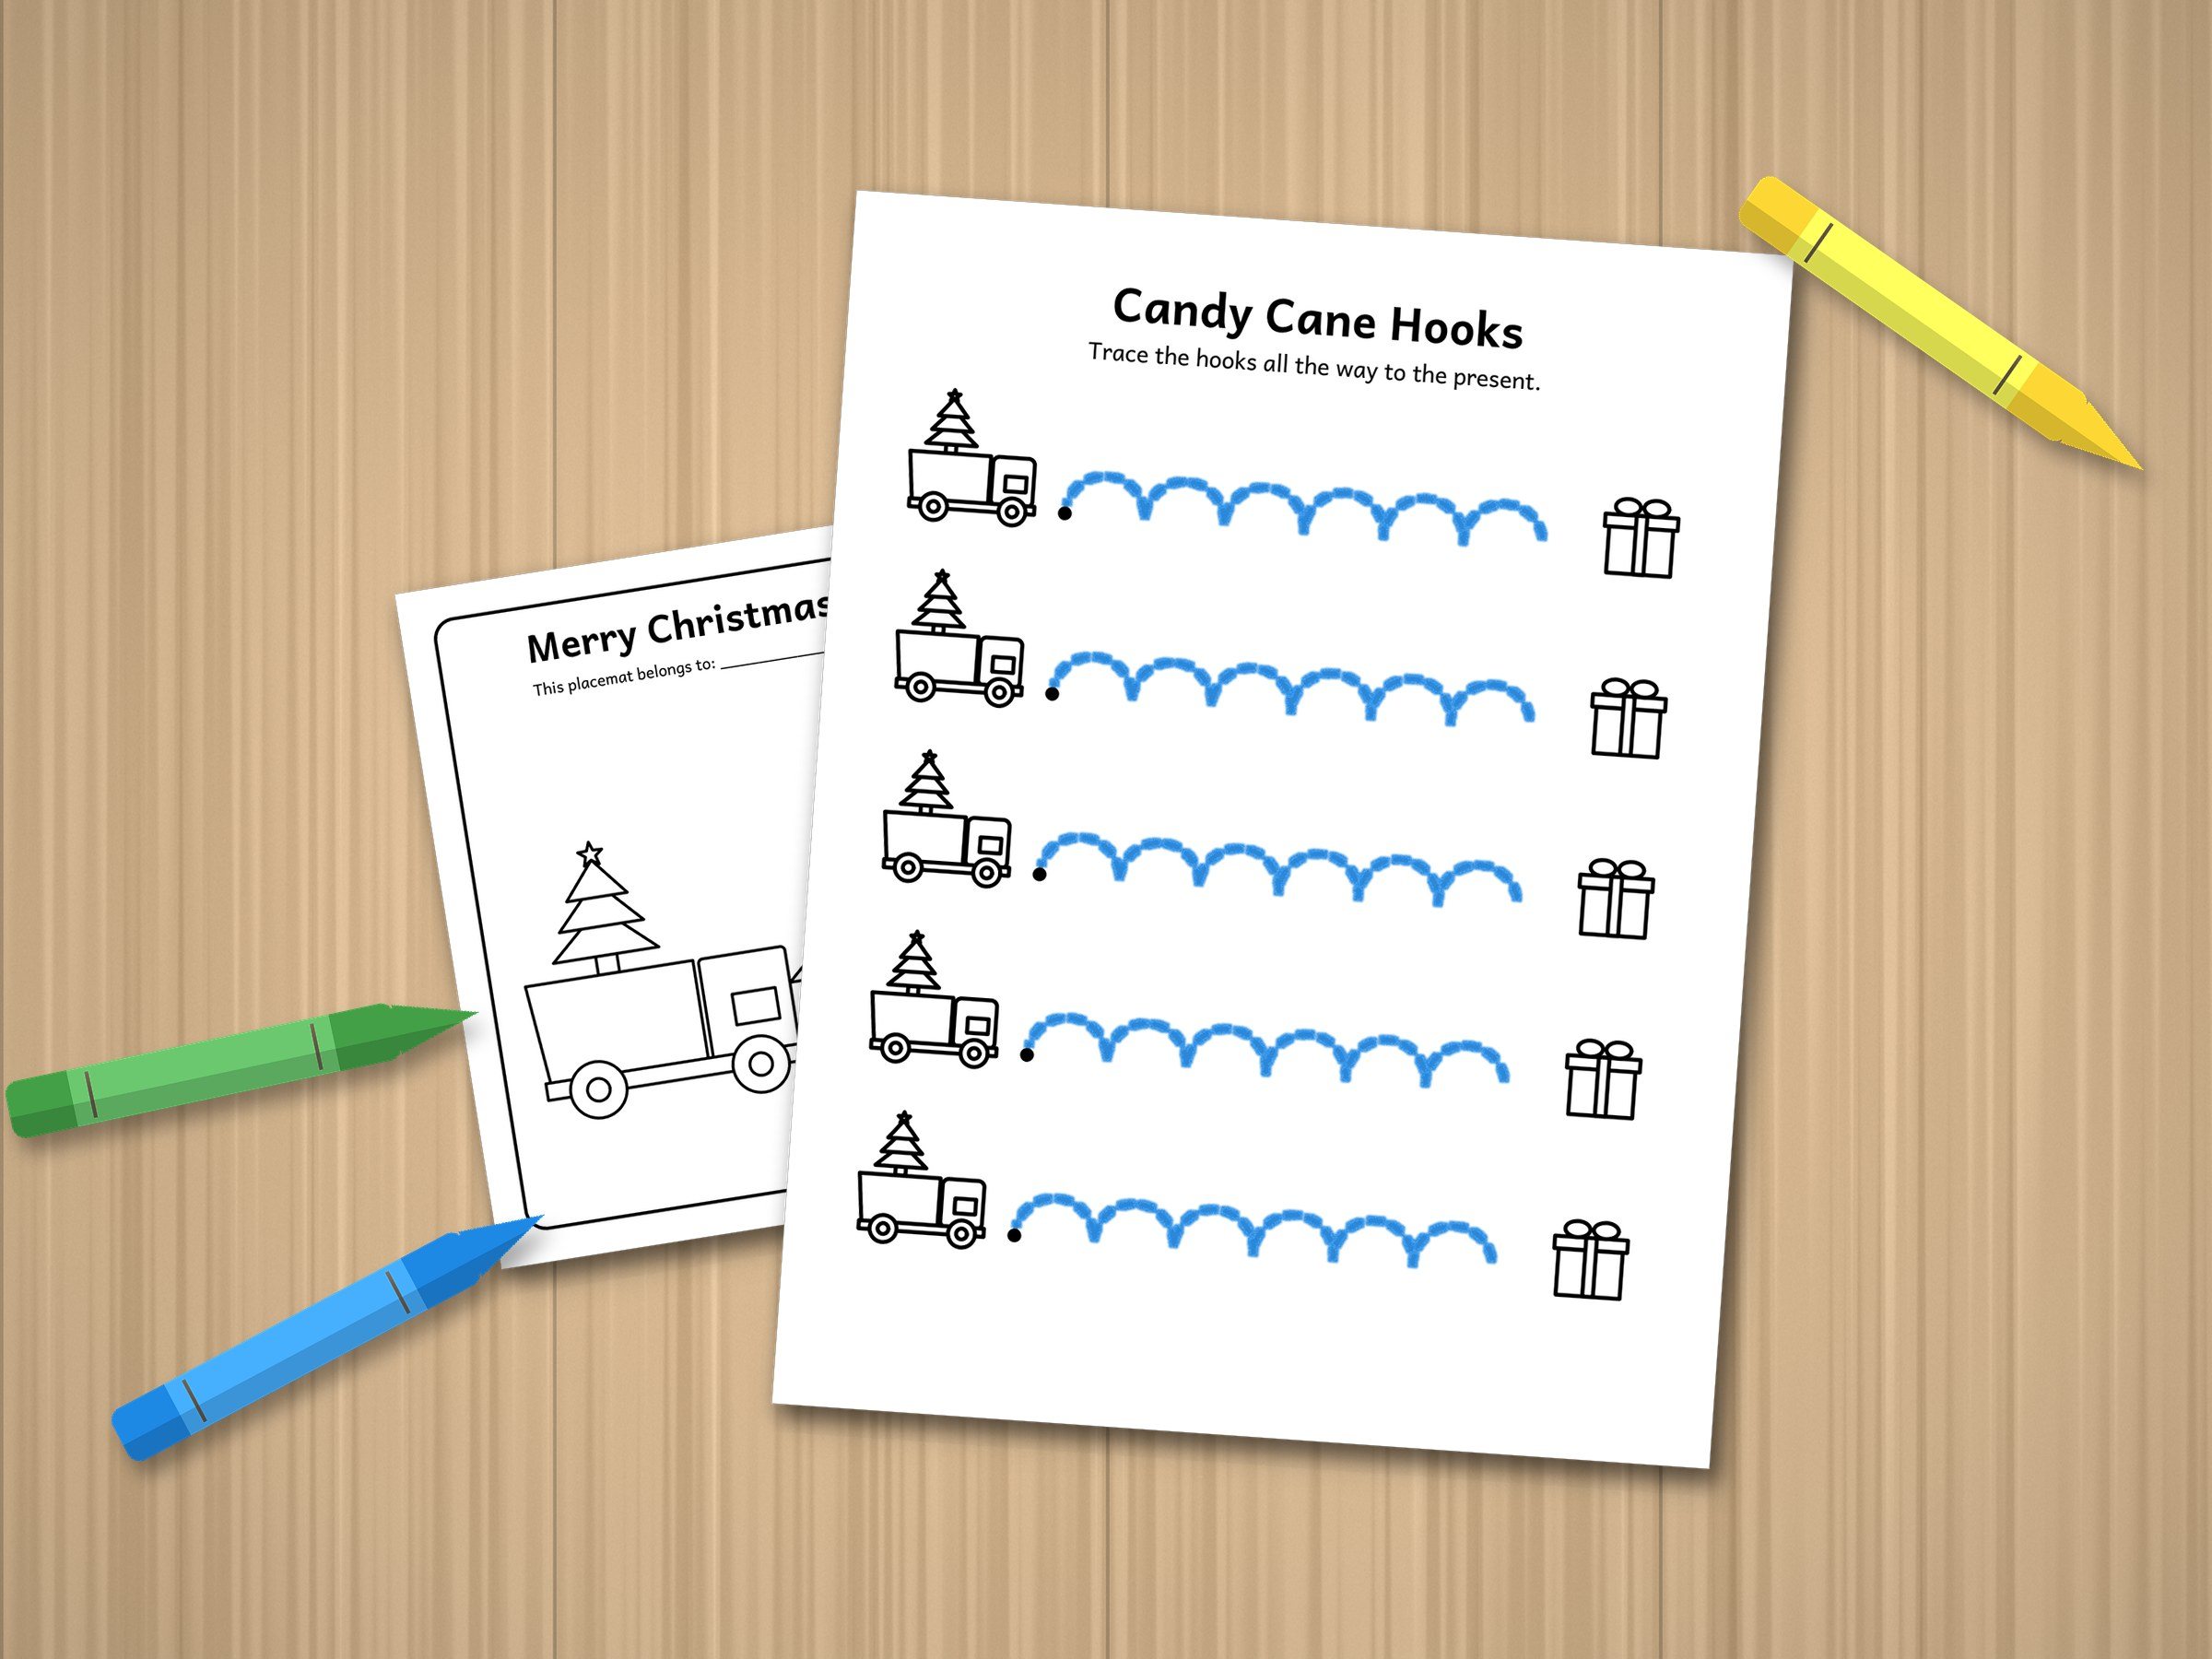 Candy Cane Hooks
Trace the hooks all the way to the present.
Merry Christmas
This placemat belongs to: